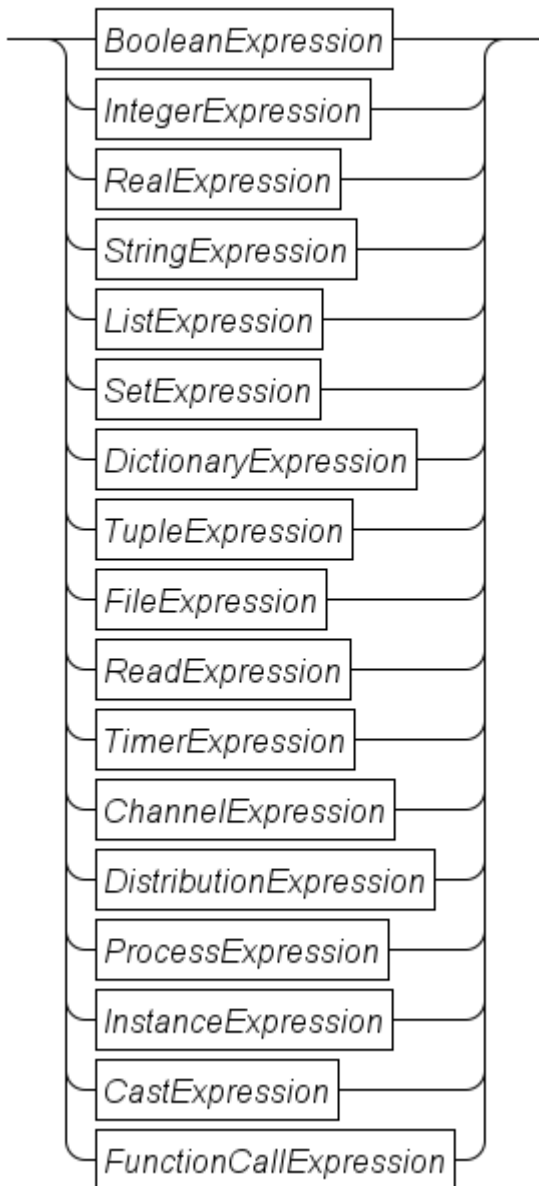 BooleanExpression
IntegerExpression
RealExpression
StringExpression
ListExpression
SetExpression
DictionaryExpression
TupleExpression
FileExpression
ReadExpression
TimerExpression
ChannelExpression
DistributionExpression
ProcessExpression
InstanceExpression
CastExpression
FunctionCallExpression